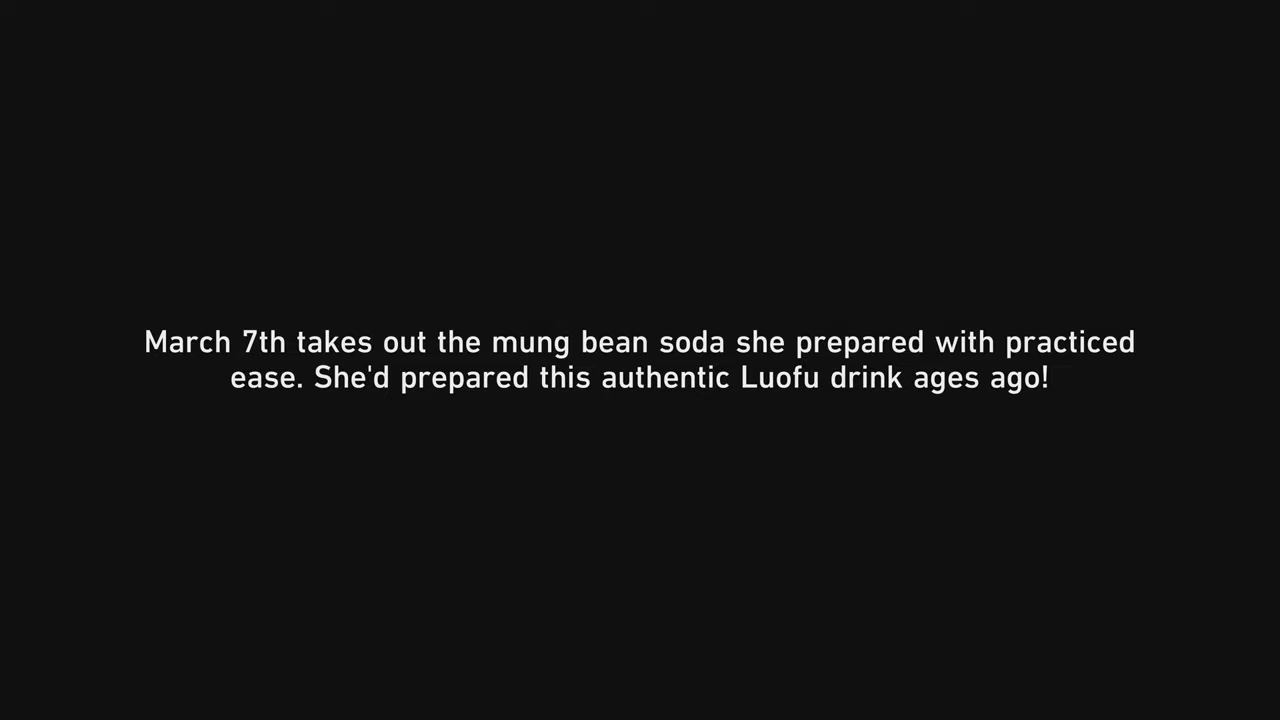 March 7th takes out the mung bean soda she prepared with practiced
ease. She'd prepared this authentic Luofu drink ages ago!